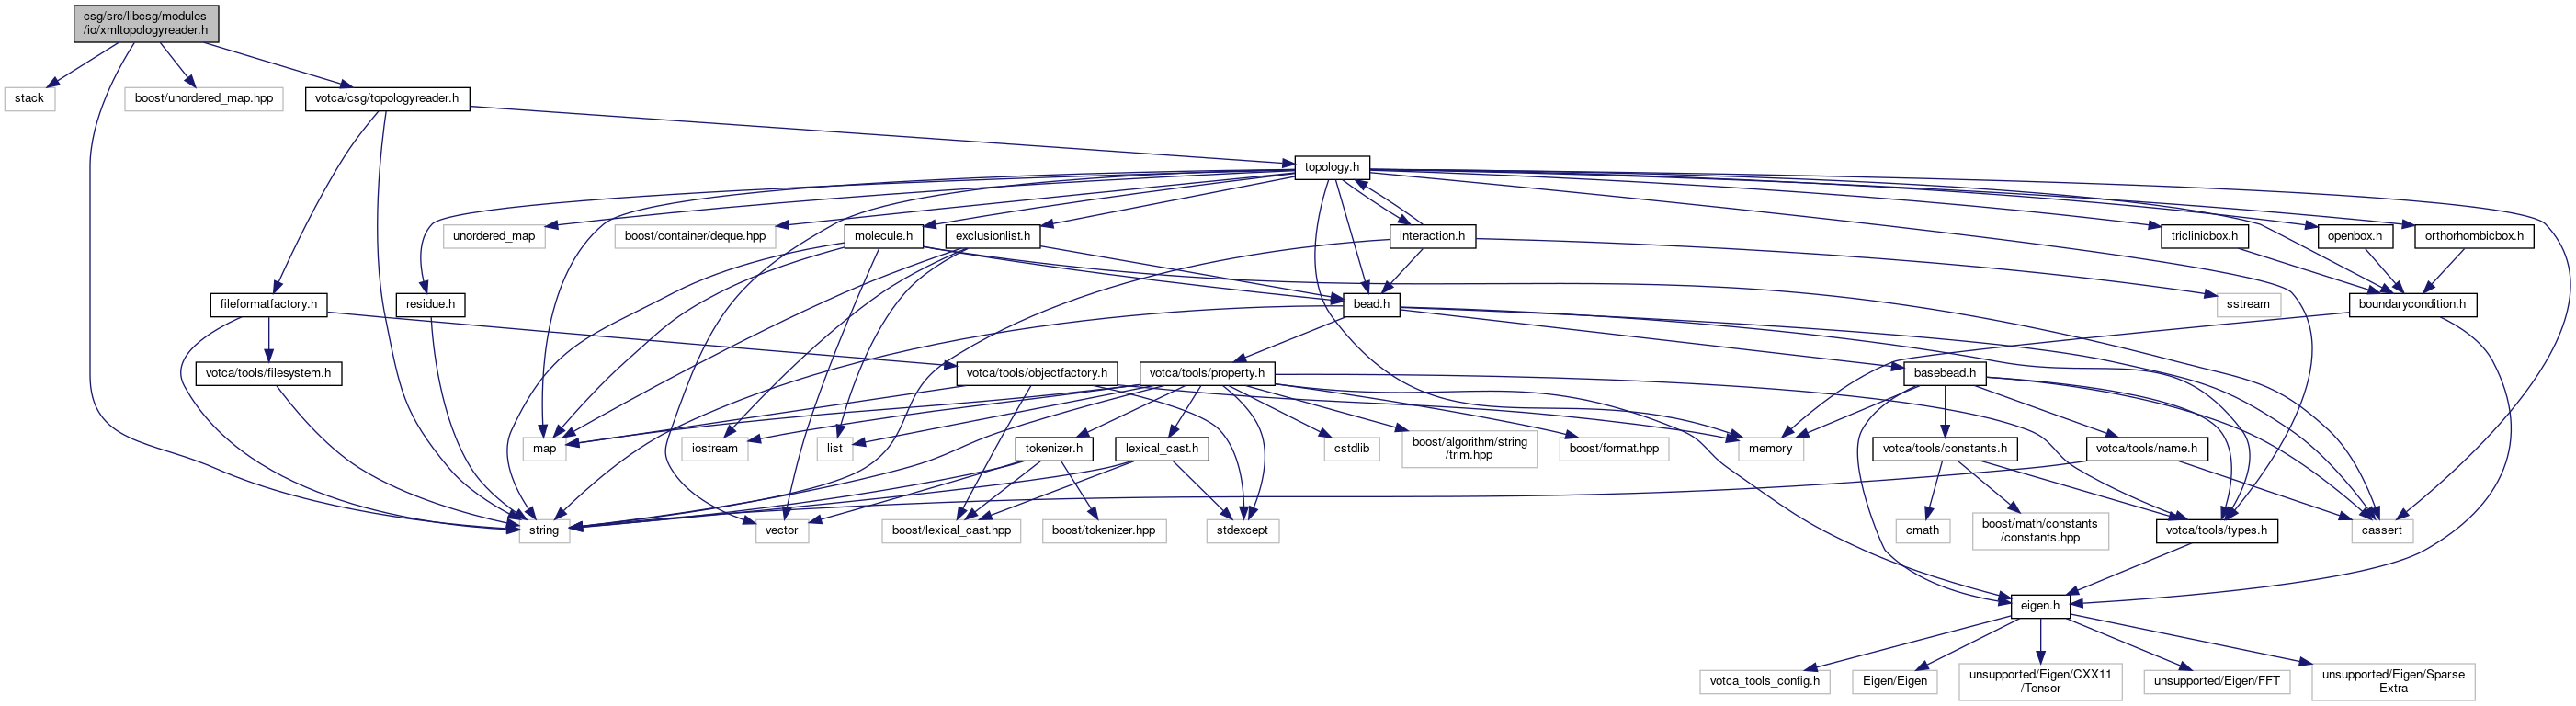 csg/src/libcsg/modules
/io/xmltopologyreader.h
stack
boost/unordered_map.hpp
votca/csg/topologyreader.h
topology.h
unordered_map
boost/container/deque.hpp
molecule.h
exclusionlist.h
interaction.h
triclinicbox.h
openbox.h
orthorhombicbox.h
fileformatfactory.h
residue.h
bead.h
sstream
boundarycondition.h
votca/tools/filesystem.h
votca/tools/objectfactory.h
votca/tools/property.h
basebead.h
map
iostream
list
tokenizer.h
lexical_cast.h
cstdlib
boost/algorithm/string
/trim.hpp
boost/format.hpp
memory
votca/tools/constants.h
votca/tools/name.h
string
vector
boost/lexical_cast.hpp
boost/tokenizer.hpp
stdexcept
cmath
boost/math/constants
/constants.hpp
votca/tools/types.h
cassert
eigen.h
votca_tools_config.h
Eigen/Eigen
unsupported/Eigen/CXX11
/Tensor
unsupported/Eigen/FFT
unsupported/Eigen/Sparse
Extra